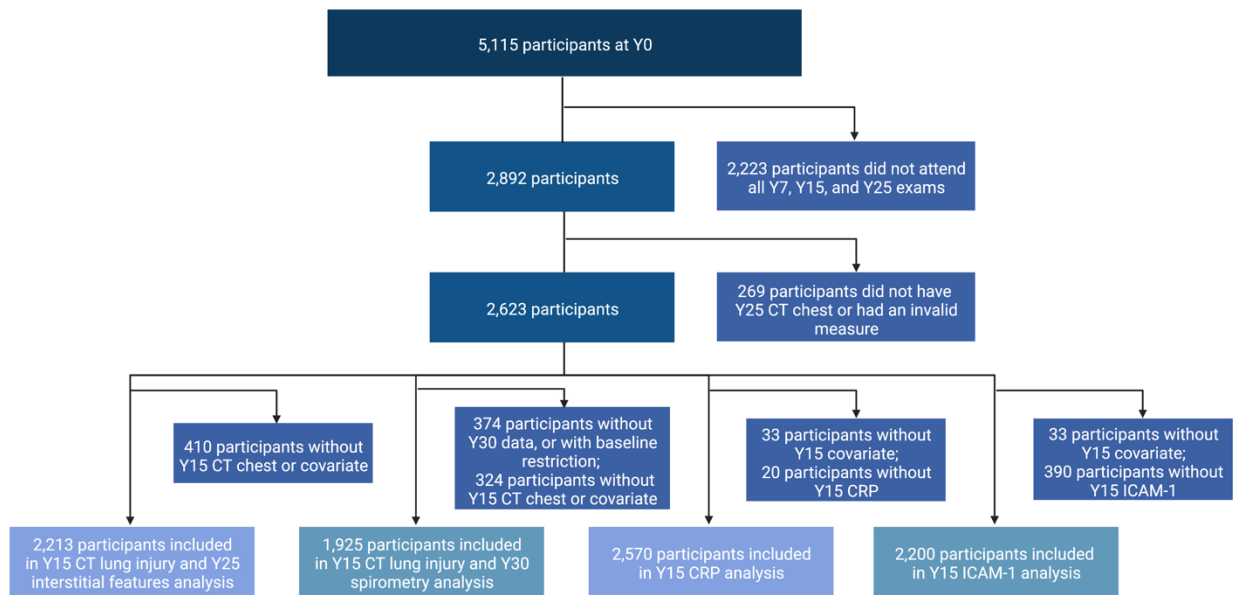 5,115 participants at Y0
2,892 participants
2,223 participants did not attend
all Y7, Y15, and Y25 exams
2,623 participants
269 participants did not have
Y25 CT chest or had an invalid
measure
410 participants without
Y15 CT chest or covariate
374 participants without
Y30 data, or with baseline
restriction;
324 participants without
Y15 CT chest or covariate
33 participants without
Y15 covariate;
20 participants without
Y15 CRP
33 participants without
Y15 covariate;
390 participants without
Y15 ICAM-1
2,213 participants included
in Y15 CT lung injury and Y25
interstitial features analysis
1,925 participants included
in Y15 CT lung injury and Y30
spirometry analysis
2,570 participants included
in Y15 CRP analysis
2,200 participants included
in Y15 ICAM-1 analysis